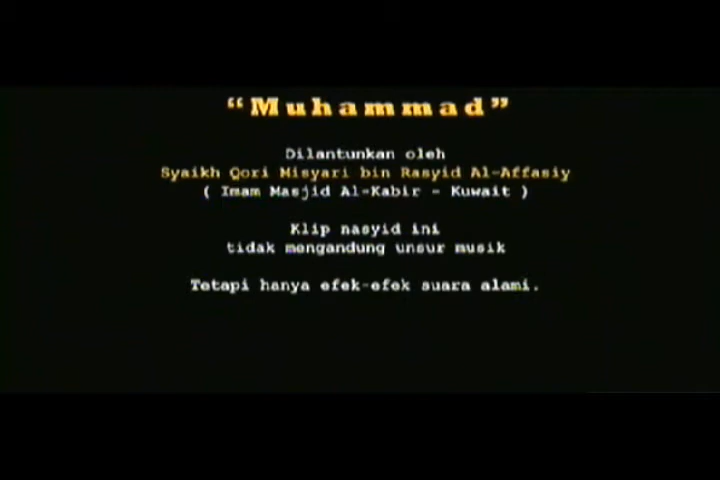 “Muhammad”
Dilantunkan oleh
Syaikh Qori Misyari bin Rasyid Al-Affasiy
( Imam Masjid Al-Kabir - Kuwait )
Klip nasyid ini
tidak mengandung unsur musik
Tetapi hanya efek-efek suara alami.